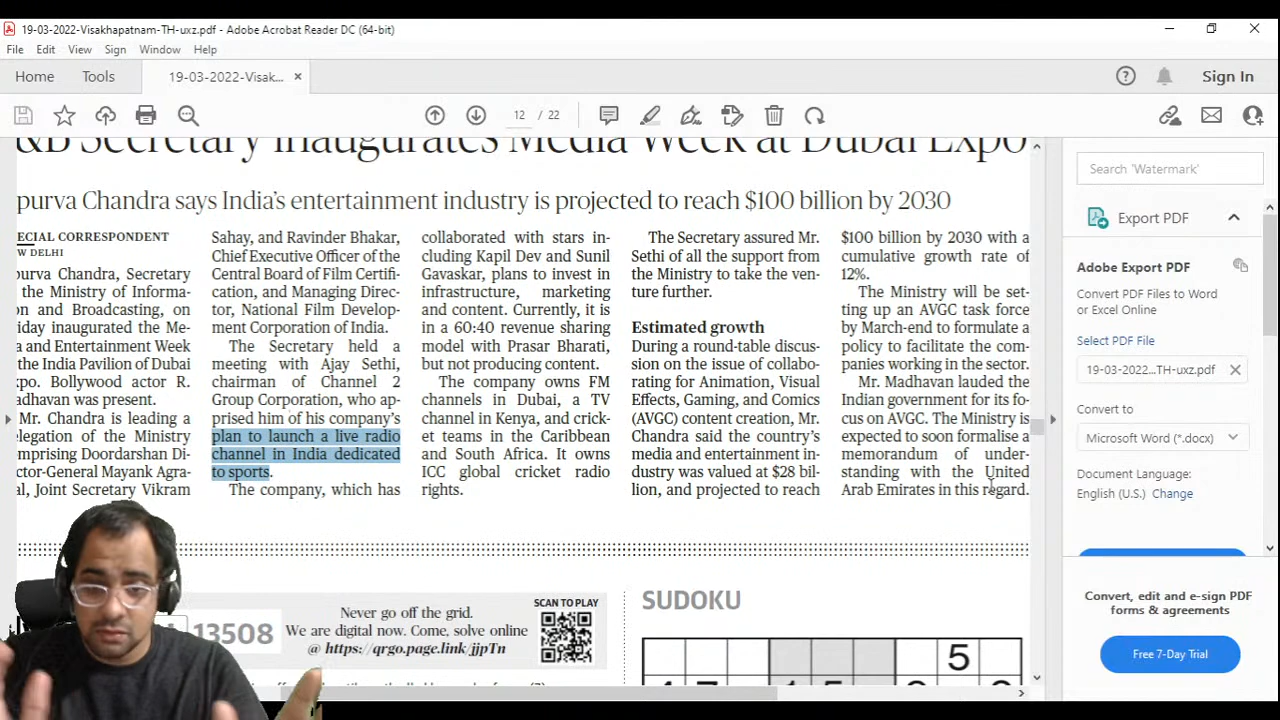 19-03-2022-Visakhapatnam-TH-uxz.pdf - Adobe Acrobat Reader DC (64-bit)
File Edit View Sign Window Help
Home Tools 19-03-2022-Visak... × Sign In
12 / 22
&B Secretary inaugurates Media Week at Dubai Expo
purva Chandra says India's entertainment industry is projected to reach $100 billion by 2030
ECIAL CORRESPONDENT
W DELHI
purva Chandra, Secretary
the Ministry of Informa-
on and Broadcasting, on
iday inaugurated the Me-
a and Entertainment Week
the India Pavilion of Dubai
xpo. Bollywood actor R.
adhavan was present.
Mr. Chandra is leading a
elegation of the Ministry
mprising Doordarshan Di-
ctor-General Mayank Agra-
al, Joint Secretary Vikram
Sahay, and Ravinder Bhakar,
Chief Executive Officer of the
Central Board of Film Certifi-
cation, and Managing Direc-
tor, National Film Develop-
ment Corporation of India.
The Secretary held a
meeting with Ajay Sethi,
chairman of Channel 2
Group Corporation, who ap-
prised him of his company's
plan to launch a live radio
channel in India dedicated
to sports.
The company, which has
collaborated with stars in-
cluding Kapil Dev and Sunil
Gavaskar, plans to invest in
infrastructure, marketing
and content. Currently, it is
in a 60:40 revenue sharing
model with Prasar Bharati,
but not producing content.
The company owns FM
channels in Dubai, a TV
channel in Kenya, and crick-
et teams in the Caribbean
and South Africa. It owns
ICC global cricket radio
rights.
The Secretary assured Mr.
Sethi of all the support from
the Ministry to take the ven-
ture further.
Estimated growth
During a round-table discus-
sion on the issue of collabo-
rating for Animation, Visual
Effects, Gaming, and Comics
(AVGC) content creation, Mr.
Chandra said the country's
media and entertainment in-
dustry was valued at $28 bil-
lion, and projected to reach
$100 billion by 2030 with a
cumulative growth rate of
12%.
The Ministry will be set-
ting up an AVGC task force
by March-end to formulate a
policy to facilitate the com-
panies working in the sector.
Mr. Madhavan lauded the
Indian government for its fo-
cus on AVGC. The Ministry is
expected to soon formalise a
memorandum of under-
standing with the United
Arab Emirates in this regard.
13508
Never go off the grid.
We are digital now. Come, solve online
@ https://qrgo.page.link/jjpTn
SCAN TO PLAY
SUDOKU
5
Search 'Watermark'
Export PDF
Adobe Export PDF
Convert PDF Files to Word
or Excel Online
Select PDF File
19-03-2022...TH-uxz.pdf ×
Convert to
Microsoft Word (*.docx)
Document Language:
English (U.S.) Change
Convert, edit and e-sign PDF
forms & agreements
Free 7-Day Trial